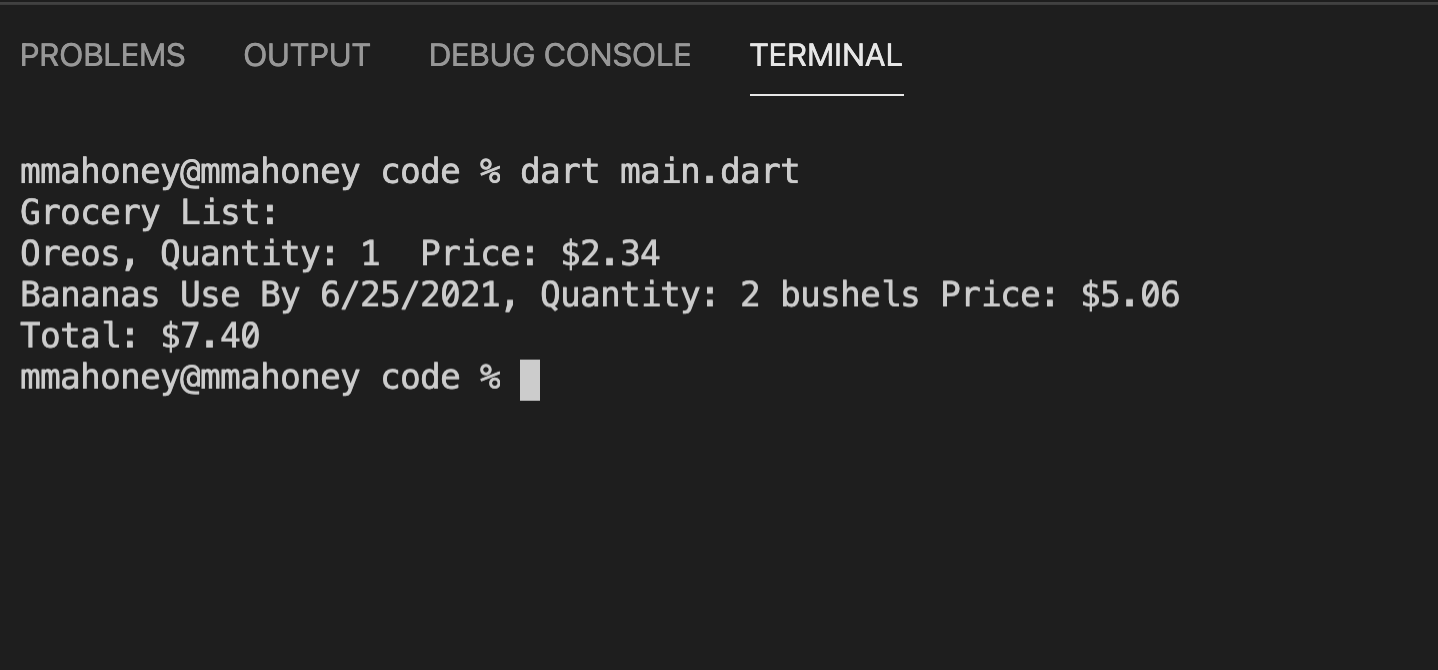 PROBLEMS OUTPUT DEBUG CONSOLE TERMINAL
mmahoney@mmahoney code % dart main.dart
Grocery List:
Oreos, Quantity: 1  Price: $2.34
Bananas Use By 6/25/2021, Quantity: 2 bushels Price: $5.06
Total: $7.40
mmahoney@mmahoney code %